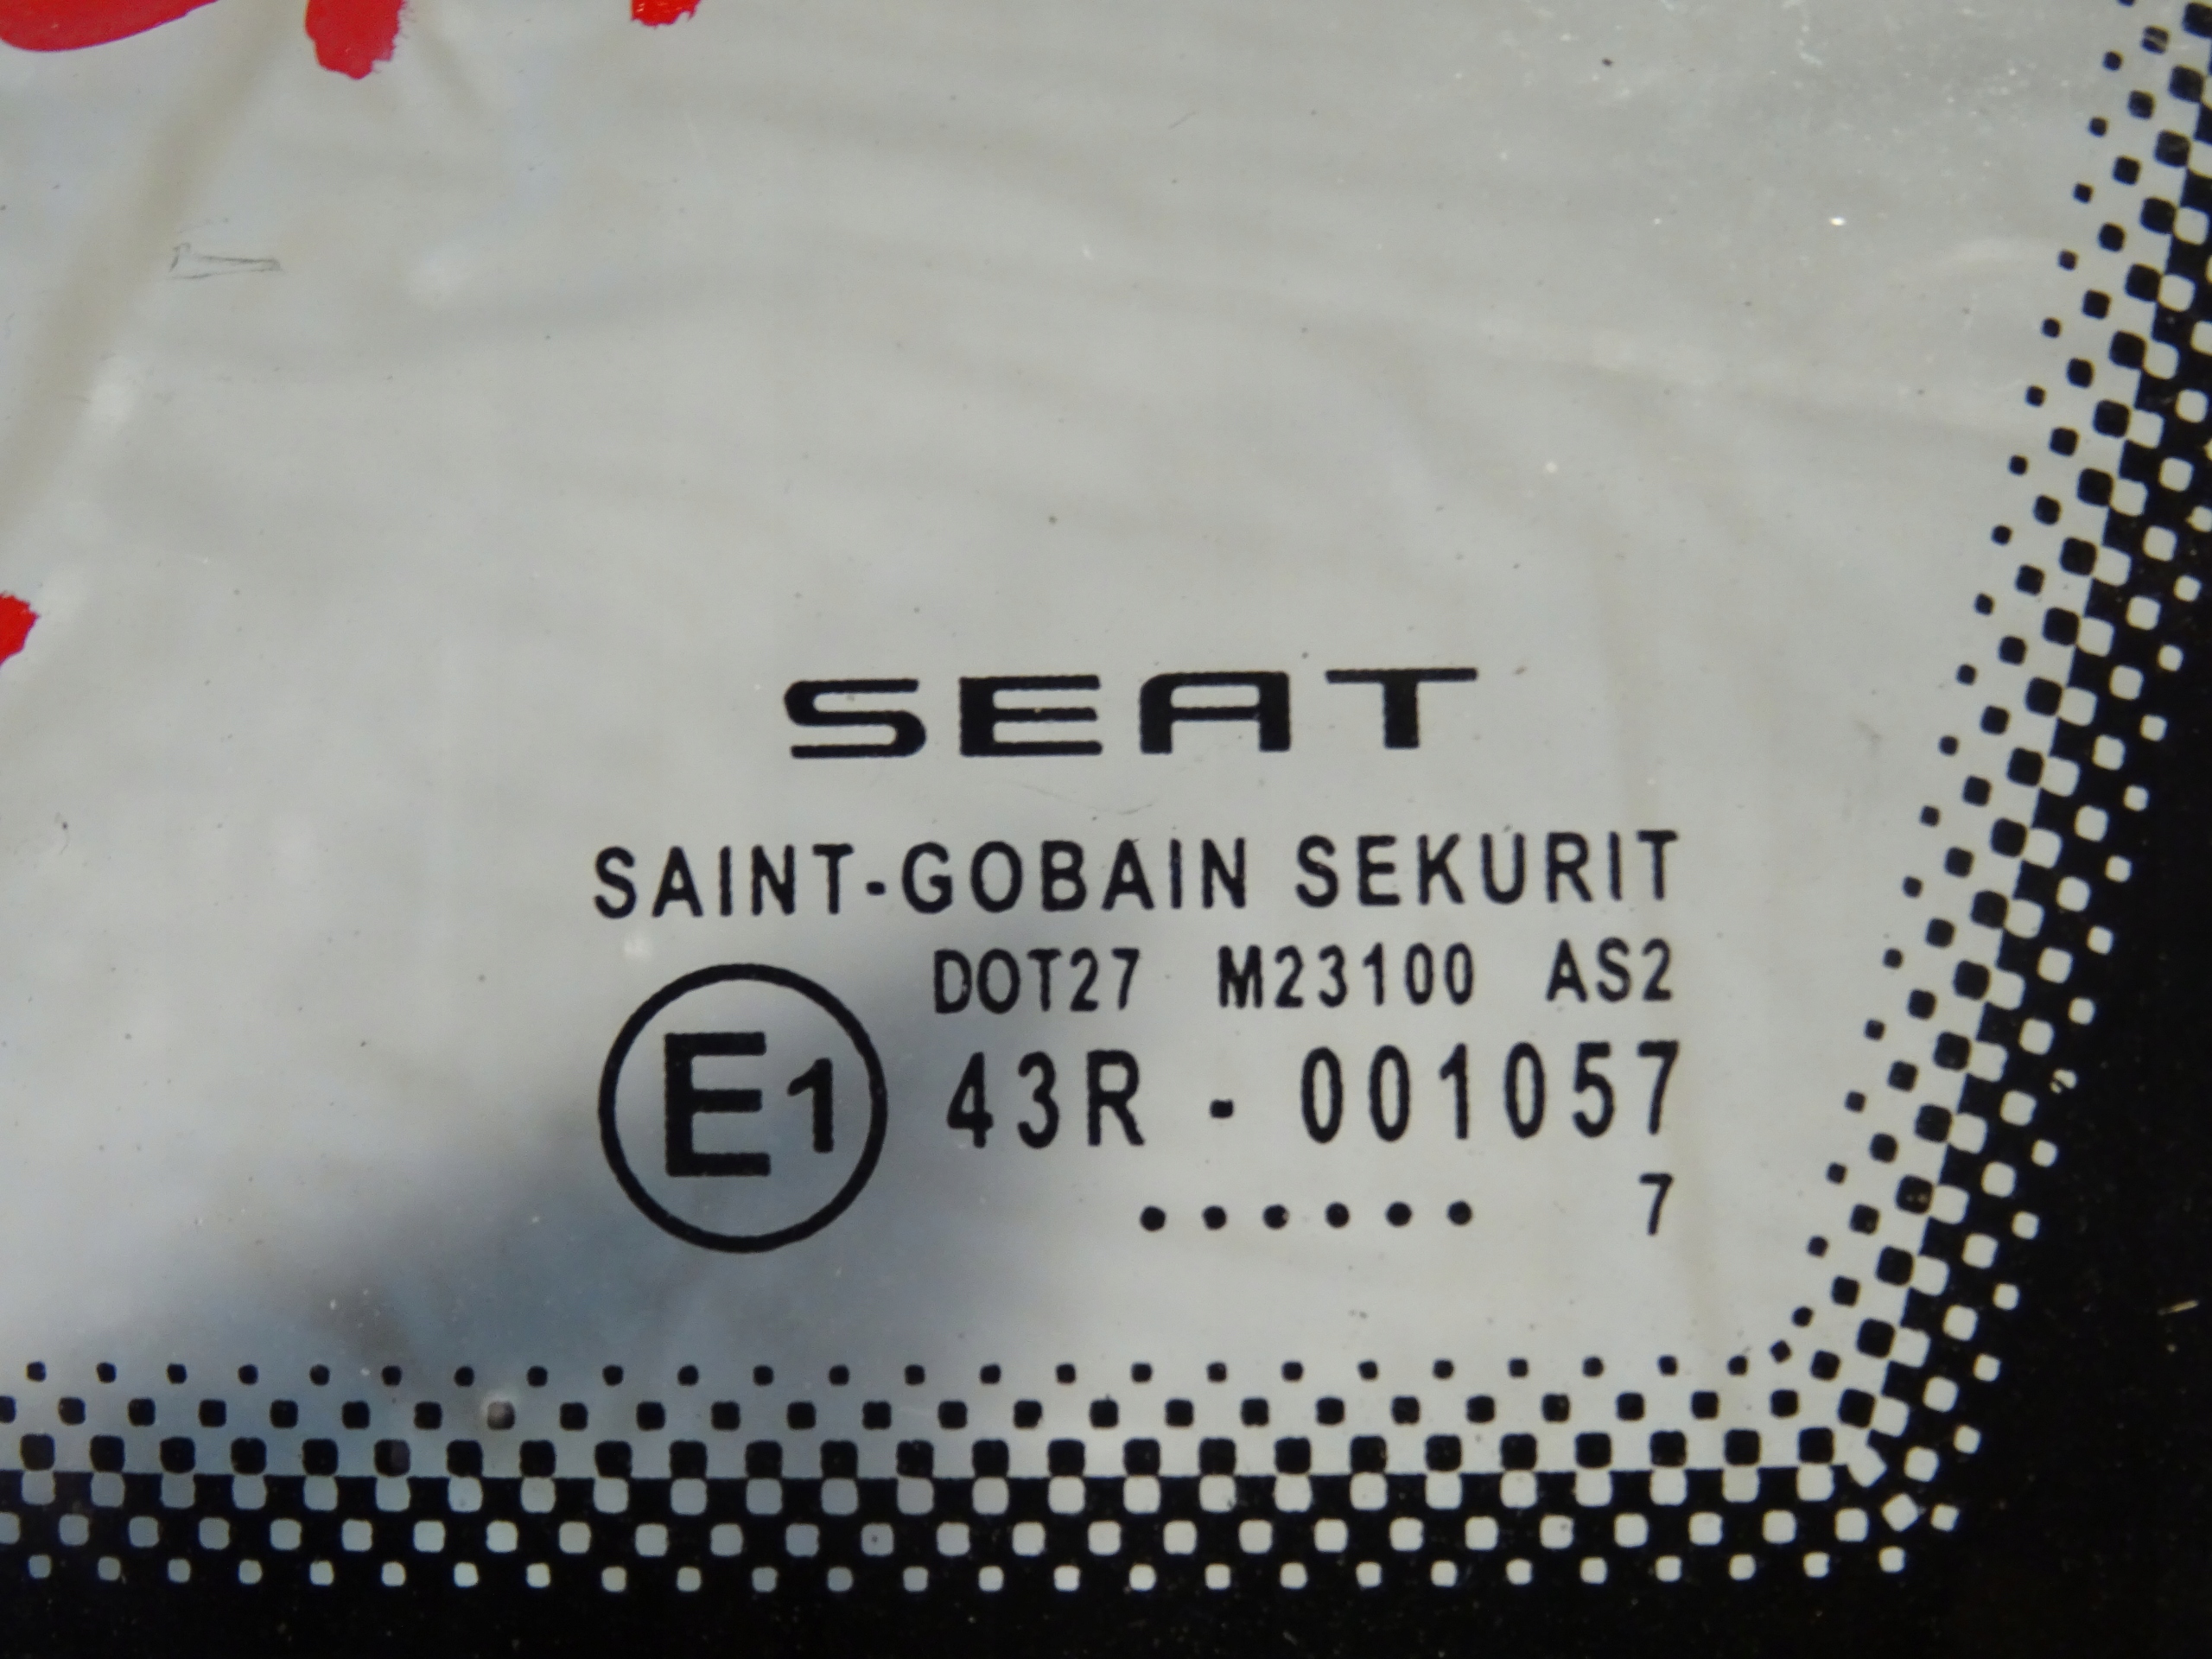 SEAT
SAINT-GOBAIN SEKURIT
DOT27 M23100 AS2
E1 43R - 001057
...... 7